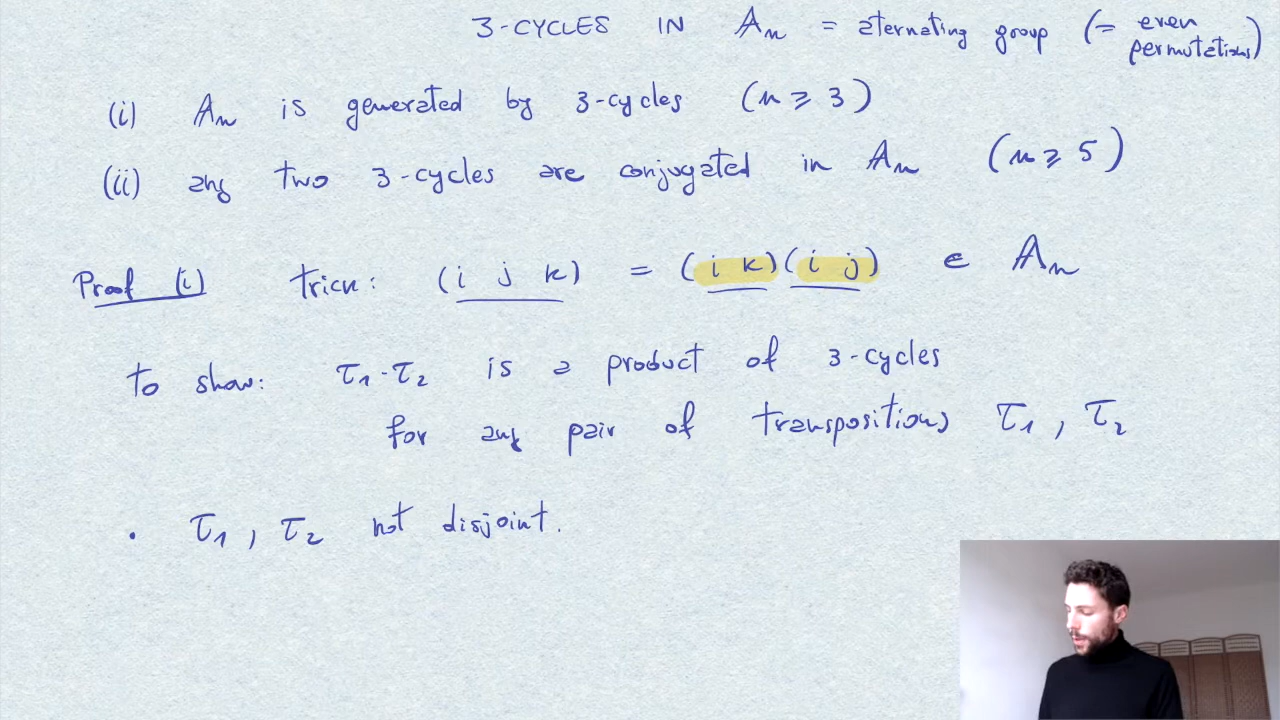 3-CYCLES IN An = aternating group (= even permutations)
(i) An is generated by 3-cycles (n ⩾ 3)
(ii) any two 3-cycles are conjugated in An (n ⩾ 5)
Proof (i) trick: (i j k) = (i k)(i j) ∈ An
to show: τ1·τ2 is a product of 3-cycles
for any pair of transpositions τ1, τ2
• τ1, τ2 not disjoint.